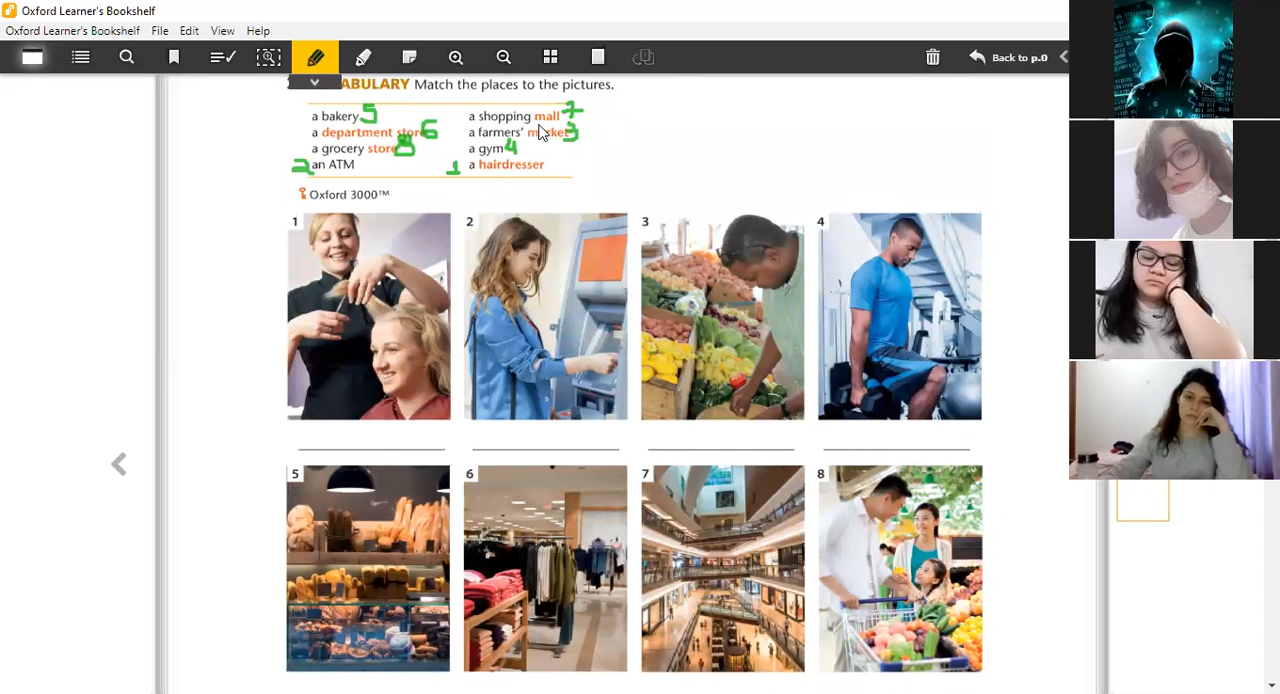 Oxford Learner's Bookshelf
Oxford Learner's Bookshelf File Edit View Help
Back to p.0
ABULARY Match the places to the pictures.
a bakery 5
a shopping mall 7
a department store 6
a farmers' market 3
a grocery store 8
a gym 4
2 an ATM
1 a hairdresser
Oxford 3000™
1 2 3 4
5 6 7 8